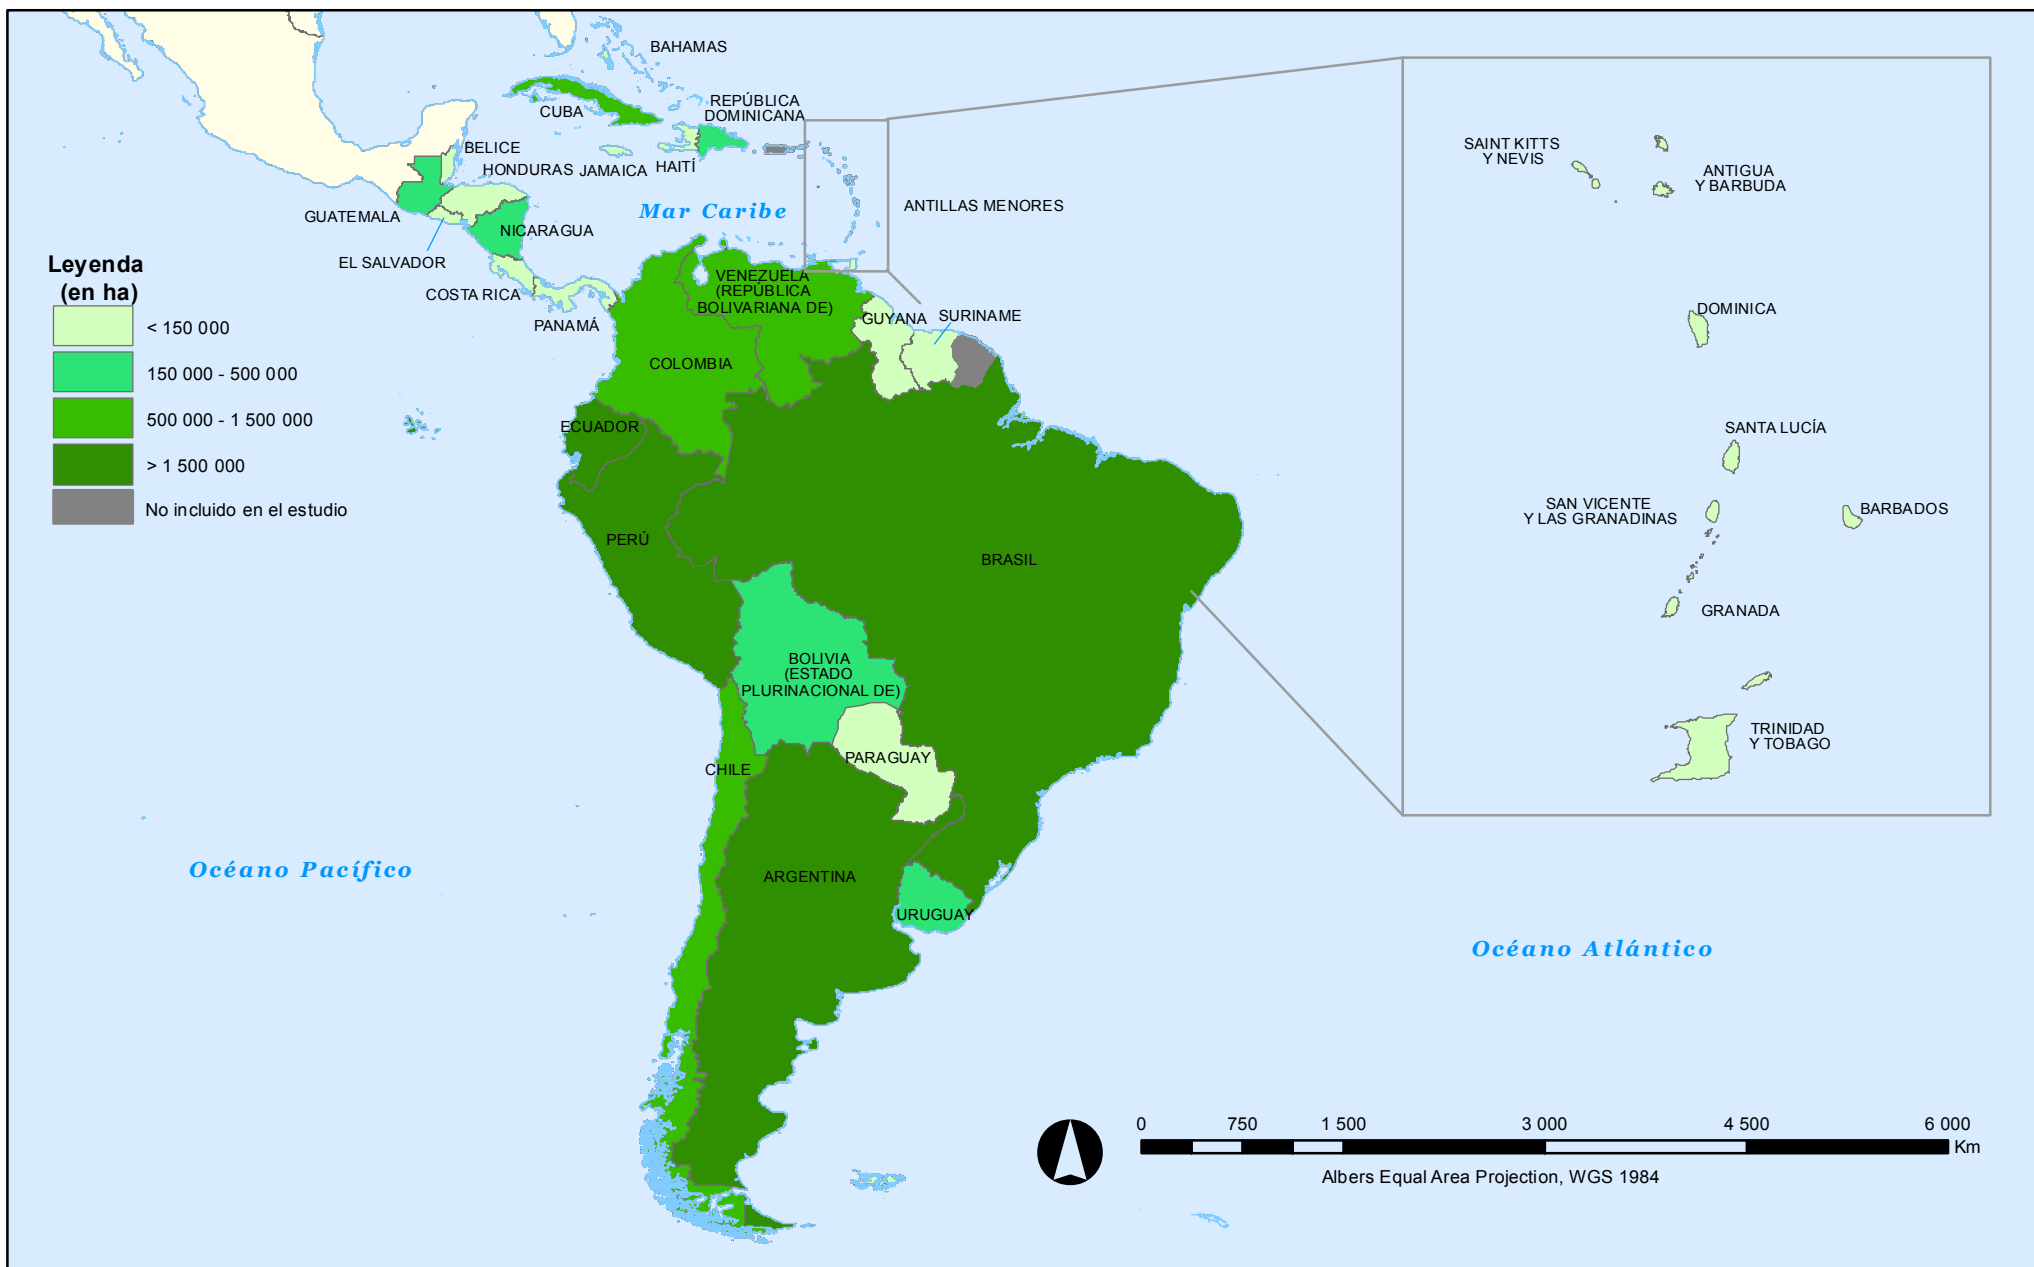 BAHAMAS
CUBA
REPÚBLICA
DOMINICANA
BELICE
HONDURAS
JAMAICA
HAITÍ
GUATEMALA
Mar Caribe
ANTILLAS MENORES
NICARAGUA
EL SALVADOR
COSTA RICA
PANAMÁ
VENEZUELA
(REPÚBLICA
BOLIVARIANA DE)
GUYANA
SURINAME
COLOMBIA
ECUADOR
PERÚ
BRASIL
BOLIVIA
(ESTADO
PLURINACIONAL DE)
PARAGUAY
CHILE
ARGENTINA
URUGUAY
Océano Pacífico
Océano Atlántico
Leyenda
(en ha)
< 150 000
150 000 - 500 000
500 000 - 1 500 000
> 1 500 000
No incluido en el estudio
SAINT KITTS
Y NEVIS
ANTIGUA
Y BARBUDA
DOMINICA
SANTA LUCÍA
SAN VICENTE
Y LAS GRANADINAS
BARBADOS
GRANADA
TRINIDAD
Y TOBAGO
0 750 1 500 3 000 4 500 6 000
Km
Albers Equal Area Projection, WGS 1984